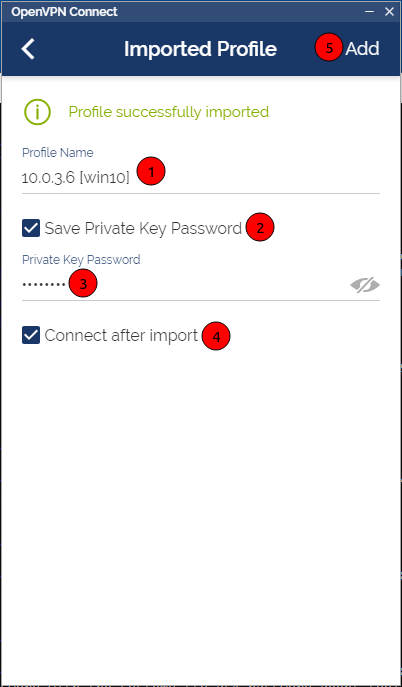 OpenVPN Connect
Imported Profile 5 Add
Profile successfully imported
Profile Name
10.0.3.6 [win10] 1
Save Private Key Password 2
Private Key Password
•••••••• 3
Connect after import 4